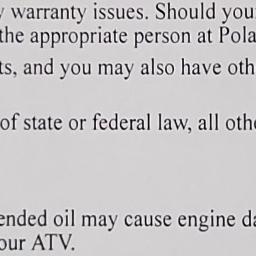 warranty issues. Should your
the appropriate person at Pola
ts, and you may also have oth
of state or federal law, all othe
ended oil may cause engine da
our ATV.